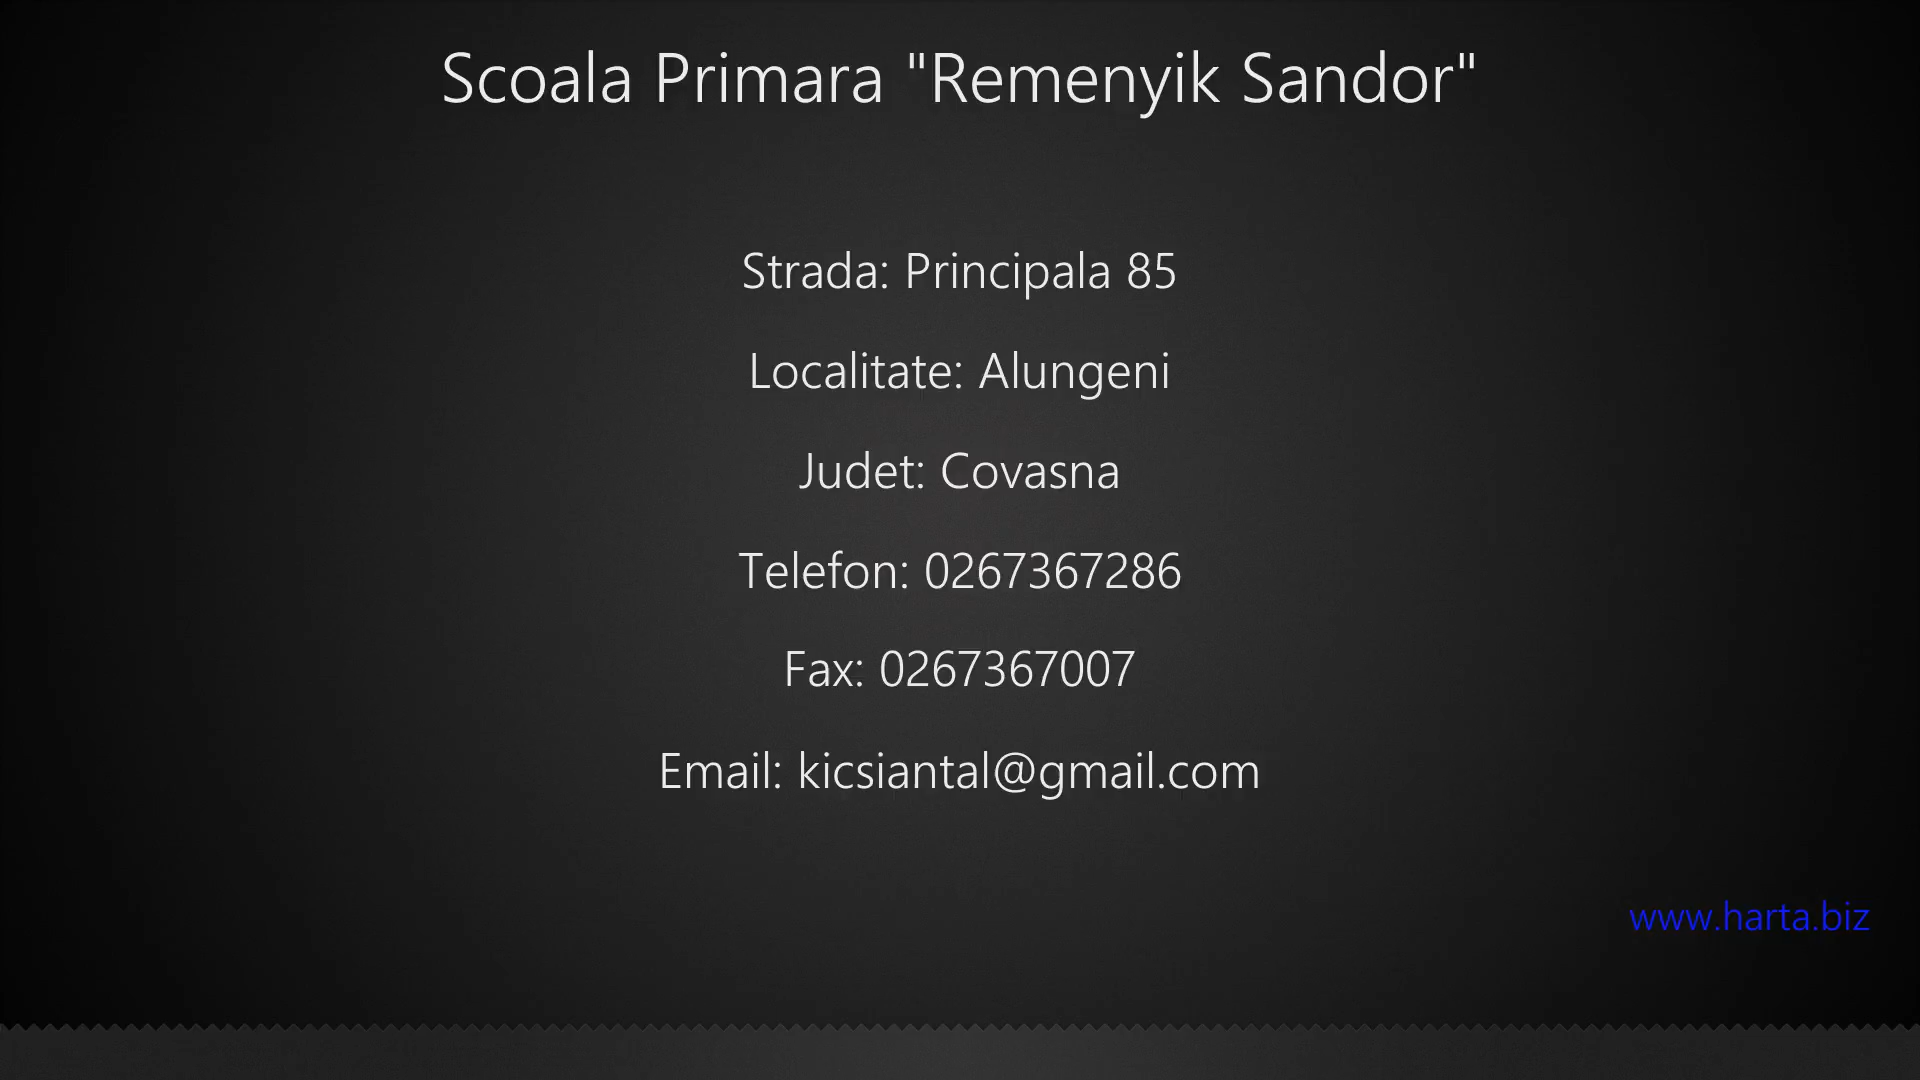 Scoala Primara "Remenyik Sandor"
Strada: Principala 85
Localitate: Alungeni
Judet: Covasna
Telefon: 0267367286
Fax: 0267367007
Email: kicsiantal@gmail.com
www.harta.biz